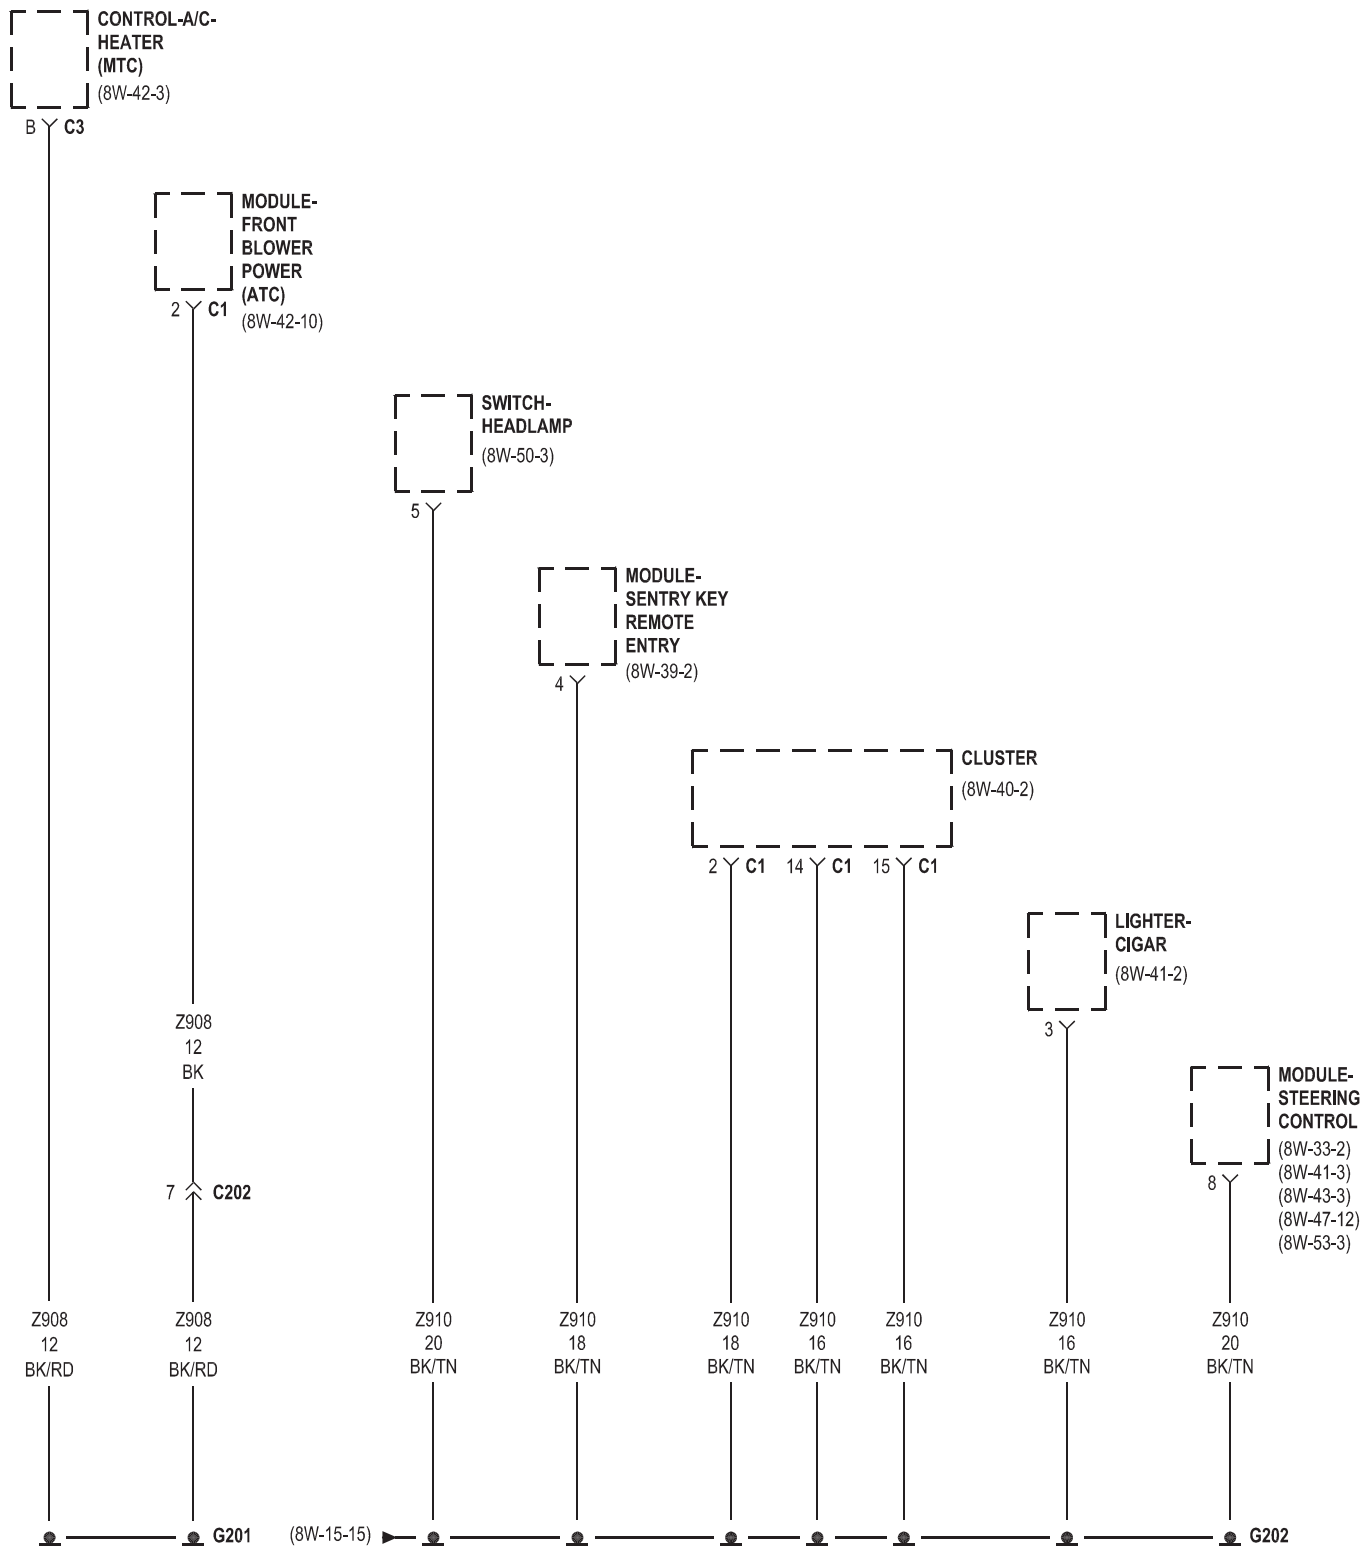 CONTROL-A/C-
HEATER
(MTC)
(8W-42-3)
B C3
MODULE-
FRONT
BLOWER
POWER
(ATC)
(8W-42-10)
2 C1
SWITCH-
HEADLAMP
(8W-50-3)
5
MODULE-
SENTRY KEY
REMOTE
ENTRY
(8W-39-2)
4
CLUSTER
(8W-40-2)
2 C1 14 C1 15 C1
LIGHTER-
CIGAR
(8W-41-2)
3
Z908
12
BK
MODULE-
STEERING
CONTROL
(8W-33-2)
(8W-41-3)
(8W-43-3)
(8W-47-12)
(8W-53-3)
8
7 C202
Z908 Z908 Z910 Z910 Z910 Z910 Z910 Z910 Z910
12 12 20 18 18 16 16 16 20
BK/RD BK/RD BK/TN BK/TN BK/TN BK/TN BK/TN BK/TN BK/TN
G201 (8W-15-15) G202